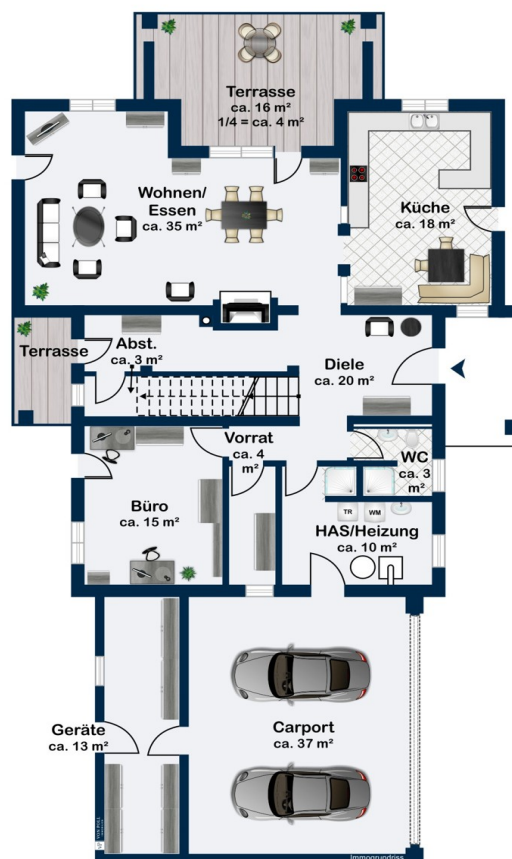 Terrasse
ca. 16 m²
1/4 = ca. 4 m²
Wohnen/
Essen
ca. 35 m²
Küche
ca. 18 m²
Terrasse
Abst.
ca. 3 m²
Diele
ca. 20 m²
Vorrat
ca. 4
m²
WC
ca. 3
m²
Büro
ca. 15 m²
TR
WM
HAS/Heizung
ca. 10 m²
Geräte
ca. 13 m²
Carport
ca. 37 m²
Immogrundriss